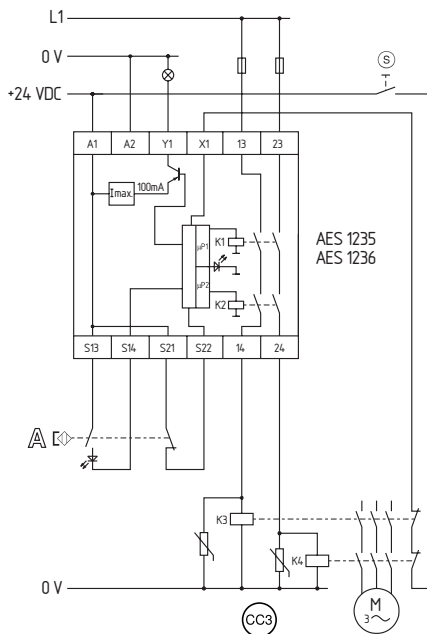 L1
0 V
+24 VDC
S
A1 A2 Y1 X1 13 23
Imax. 100mA
µP1 K1
AES 1235
AES 1236
µP2 K2
S13 S14 S21 S22 14 24
A
K3
K4
0 V
CC3
M
3~